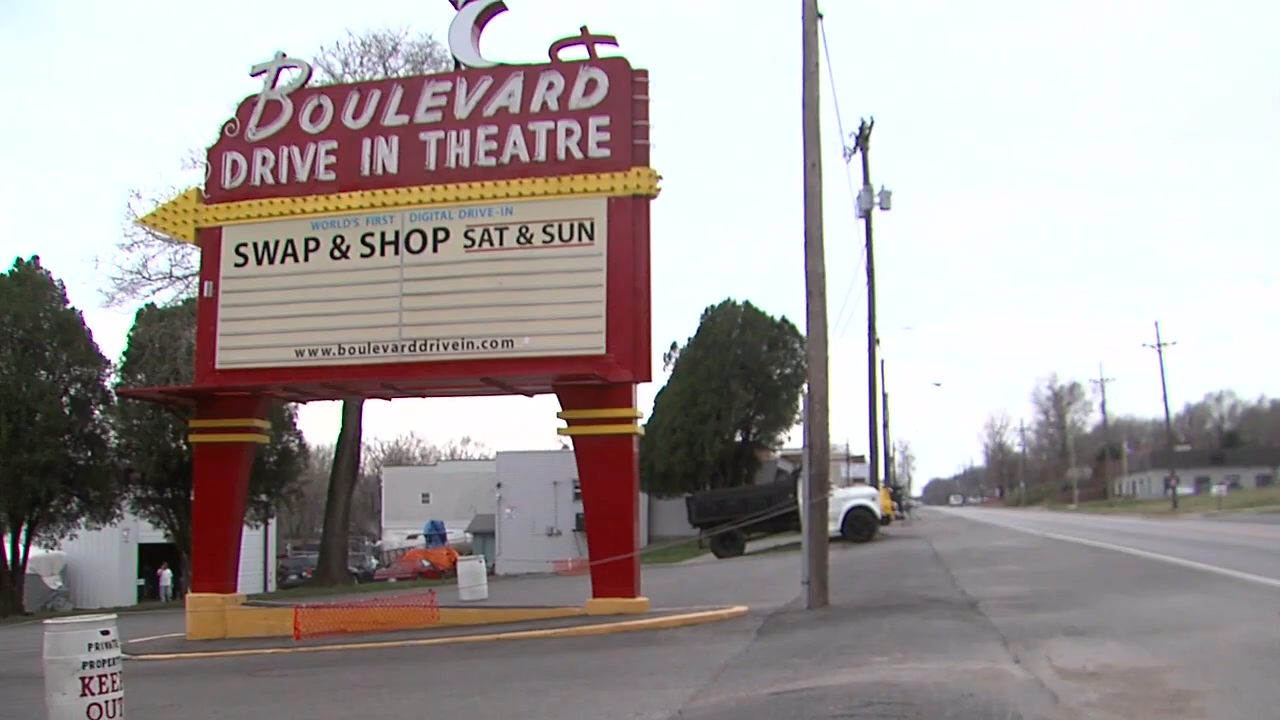 BOULEVARD
DRIVE IN THEATRE
WORLD'S FIRST DIGITAL DRIVE-IN
SWAP & SHOP SAT & SUN
www.boulevarddrivein.com
PRIVATE
PROPERTY
KEEP
OUT